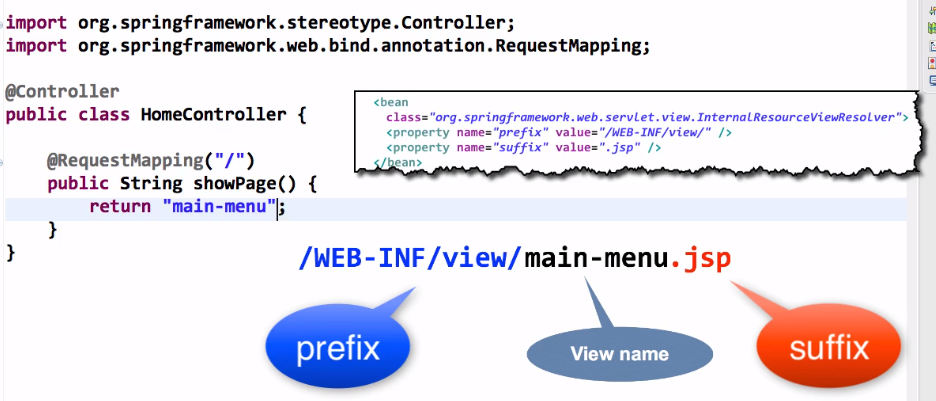 import org.springframework.stereotype.Controller;
import org.springframework.web.bind.annotation.RequestMapping;
@Controller
public class HomeController {
@RequestMapping("/")
public String showPage() {
return "main-menu";
}
}
<bean
class="org.springframework.web.servlet.view.InternalResourceViewResolver">
<property name="prefix" value="/WEB-INF/view/" />
<property name="suffix" value=".jsp" />
</bean>
/WEB-INF/view/main-menu.jsp
prefix
View name
suffix